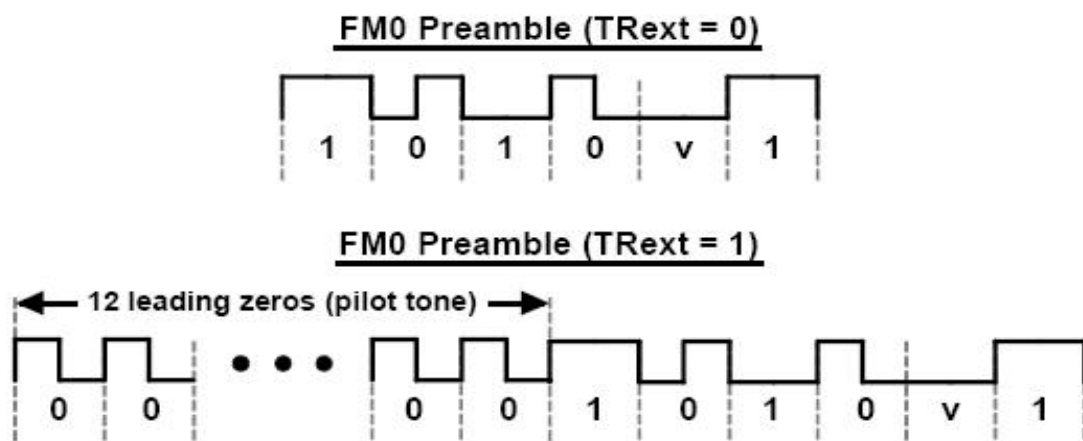 FM0 Preamble (TRext = 0)
1 0 1 0 v 1
FM0 Preamble (TRext = 1)
12 leading zeros (pilot tone)
0 0 0 0 1 0 1 0 v 1